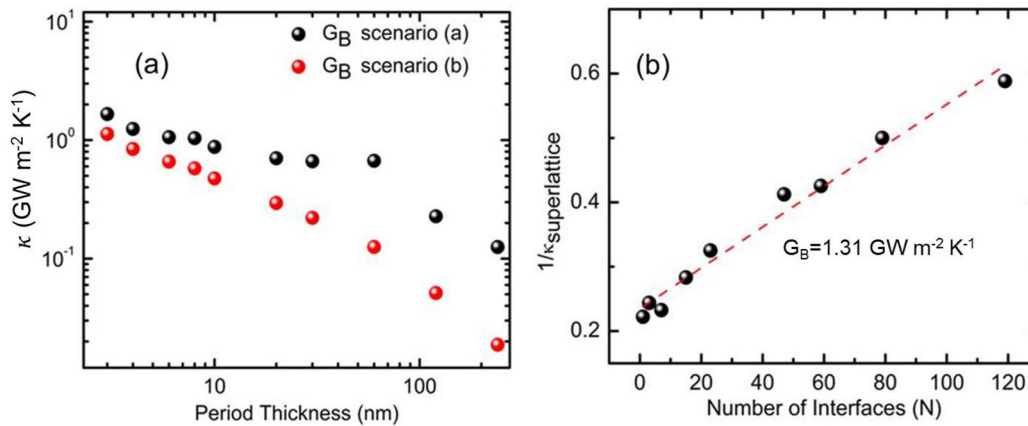 (a)
G_B scenario (a)
G_B scenario (b)
κ (GW m⁻² K⁻¹)
10¹
10⁰
10⁻¹
10
100
Period Thickness (nm)
(b)
1/κ_superlattice
0.6
0.4
0.2
G_B=1.31 GW m⁻² K⁻¹
0
20
40
60
80
100
120
Number of Interfaces (N)